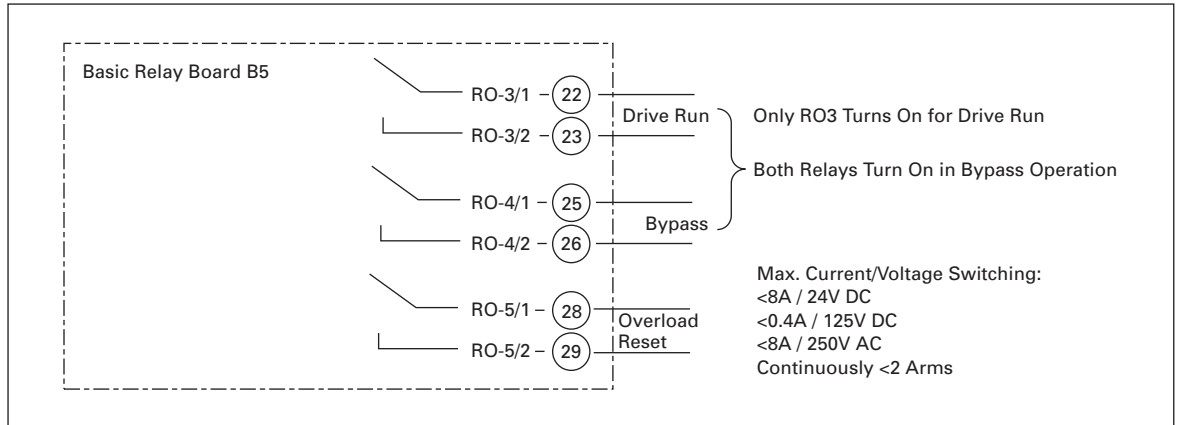 Basic Relay Board B5
RO-3/1 – 22
Drive Run
Only RO3 Turns On for Drive Run
RO-3/2 – 23
Both Relays Turn On in Bypass Operation
RO-4/1 – 25
Bypass
RO-4/2 – 26
Max. Current/Voltage Switching:
<8A / 24V DC
<0.4A / 125V DC
<8A / 250V AC
Continuously <2 Arms
RO-5/1 – 28
Overload
Reset
RO-5/2 – 29